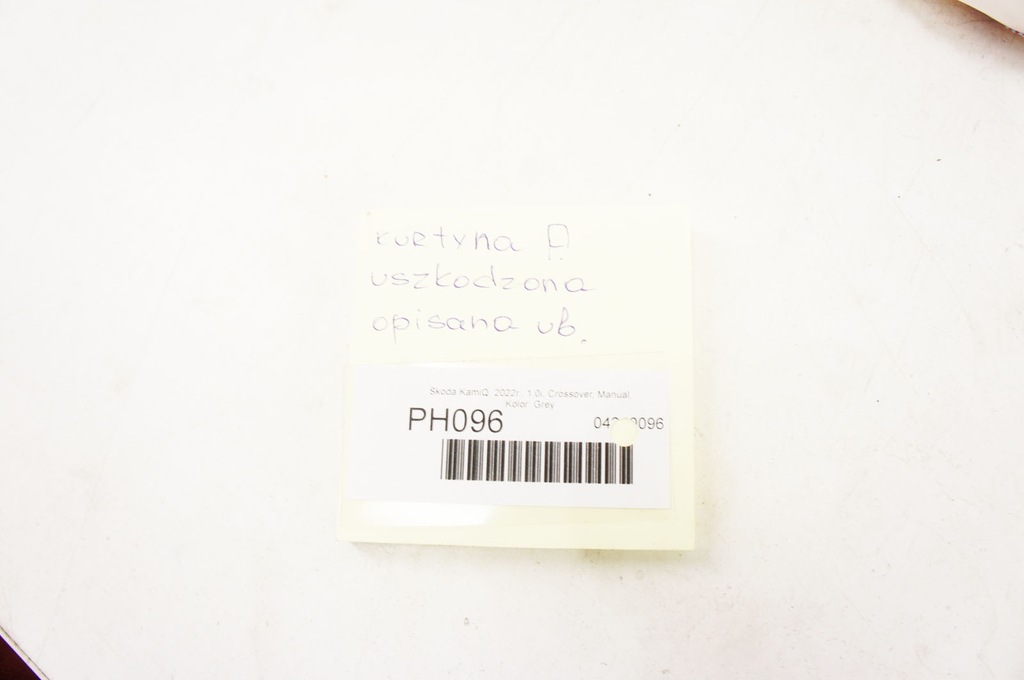 kurtyna
uszkodzona
opisana ub.
Skoda KamiQ, 2022r., 1.0i, Crossover, Manual,
Kolor: Grey
PH096